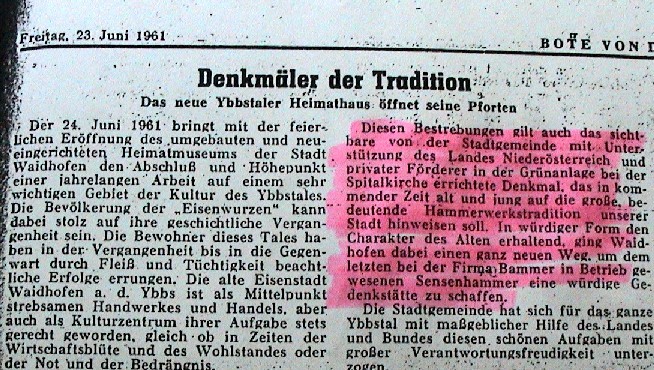 Freitag, 23. Juni 1961
BOTE VON D
Denkmäler der Tradition
Das neue Ybbstaler Heimathaus öffnet seine Pforten
Der 24. Juni 1961 bringt mit der feier-
lichen Eröffnung des umgebauten und neu-
eingerichteten Heimatmuseums der Stadt
Waidhofen den Abschluß und Höhepunkt
einer jahrelangen Arbeit auf einem sehr
wichtigen Gebiet der Kultur des Ybbstales.
Die Bevölkerung der „Eisenwurzen" kann
dabei stolz auf ihre geschichtliche Vergan-
genheit sein. Die Bewohner dieses Tales ha-
ben in der Vergangenheit bis in die Gegen-
wart durch Fleiß und Tüchtigkeit beacht-
liche Erfolge errungen. Die alte Eisenstadt
Waidhofen a. d. Ybbs ist als Mittelpunkt
strebsamen Handwerkes und Handels, aber
auch als Kulturzentrum ihrer Aufgabe stets
gerecht geworden, gleich ob in Zeiten der
Wirtschaftsblüte und des Wohlstandes oder
der Not und der Bedrängnis.
Diesen Bestrebungen gilt auch das sicht-
bare von der Stadtgemeinde mit Unter-
stützung des Landes Niederösterreich und
privater Förderer in der Grünanlage bei der
Spitalkirche errichtete Denkmal, das in kom-
mender Zeit alt und jung auf die große, be-
deutende Hammerwerkstradition unserer
Stadt hinweisen soll. In würdiger Form den
Charakter des Alten erhaltend, ging Waid-
hofen dabei einen ganz neuen Weg, um dem
letzten bei der Firma Bammer in Betrieb ge-
wesenen Sensenhammer eine würdige Ge-
denkstätte zu schaffen.
Die Stadtgemeinde hat sich für das ganze
Ybbstal mit maßgeblicher Hilfe des Landes
und Bundes diesen schönen Aufgaben mit
großer Verantwortungsfreudigkeit unter-
zogen.